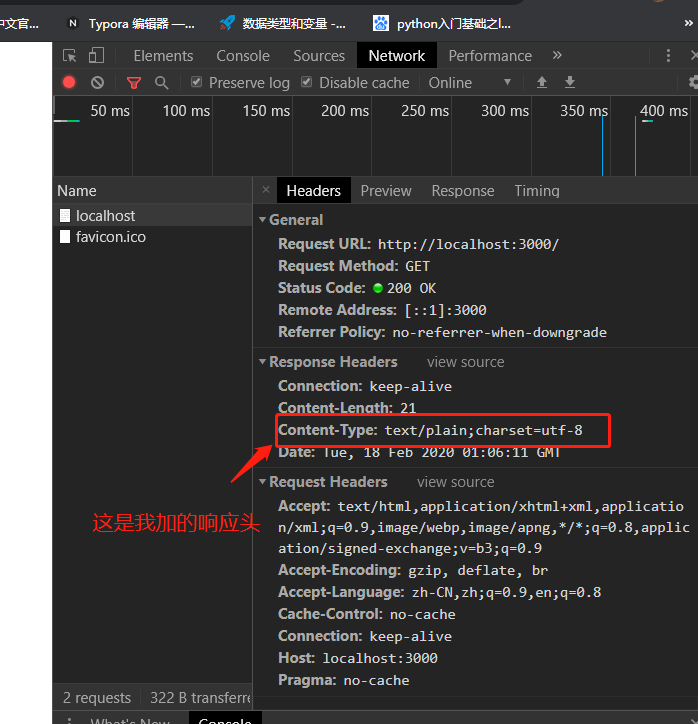 中文官... Typora 编辑器 —... 数据类型和变量 -... python入门基础之l... »
Elements Console Sources Network Performance »
Preserve log Disable cache Online
50 ms 100 ms 150 ms 200 ms 250 ms 300 ms 350 ms 400 ms
Name
× Headers Preview Response Timing
localhost
favicon.ico
General
Request URL: http://localhost:3000/
Request Method: GET
Status Code: 200 OK
Remote Address: [::1]:3000
Referrer Policy: no-referrer-when-downgrade
Response Headers view source
Connection: keep-alive
Content-Length: 21
Content-Type: text/plain;charset=utf-8
Date: Tue, 18 Feb 2020 01:06:11 GMT
这是我加的响应头
Request Headers view source
Accept: text/html,application/xhtml+xml,applicatio
n/xml;q=0.9,image/webp,image/apng,*/*;q=0.8,applic
ation/signed-exchange;v=b3;q=0.9
Accept-Encoding: gzip, deflate, br
Accept-Language: zh-CN,zh;q=0.9,en;q=0.8
Cache-Control: no-cache
Connection: keep-alive
Host: localhost:3000
Pragma: no-cache
2 requests 322 B transferre
Console What's New